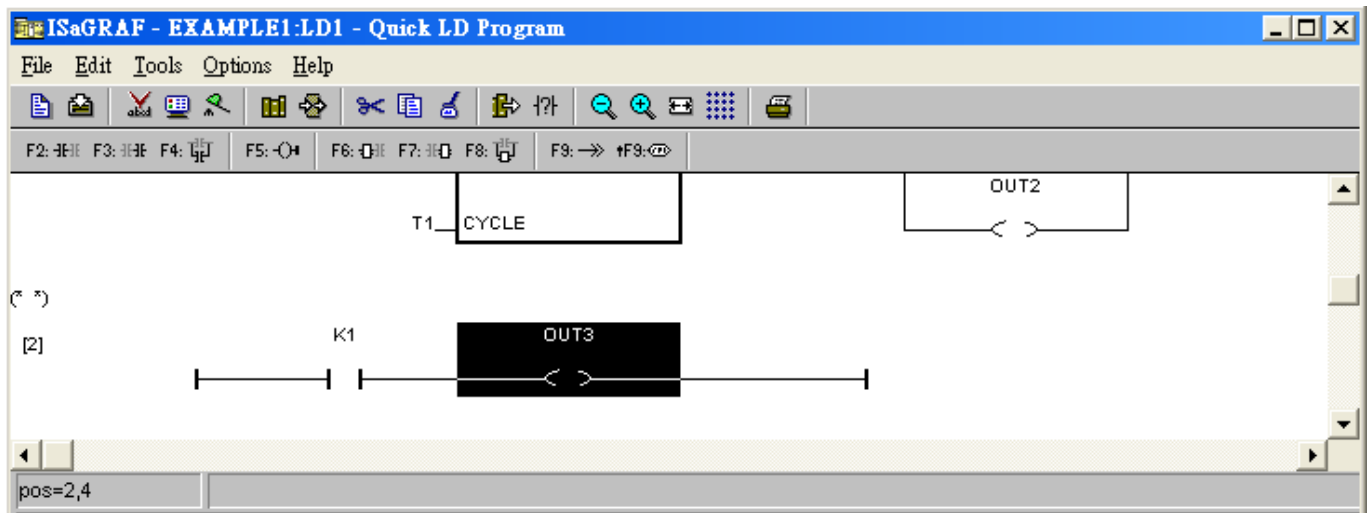 ISaGRAF - EXAMPLE1:LD1 - Quick LD Program
File Edit Tools Options Help
F2: F3: F4: F5: F6: F7: F8: F9: F9:
OUT2
T1 CYCLE
(* *)
[2]
K1 OUT3
pos=2,4